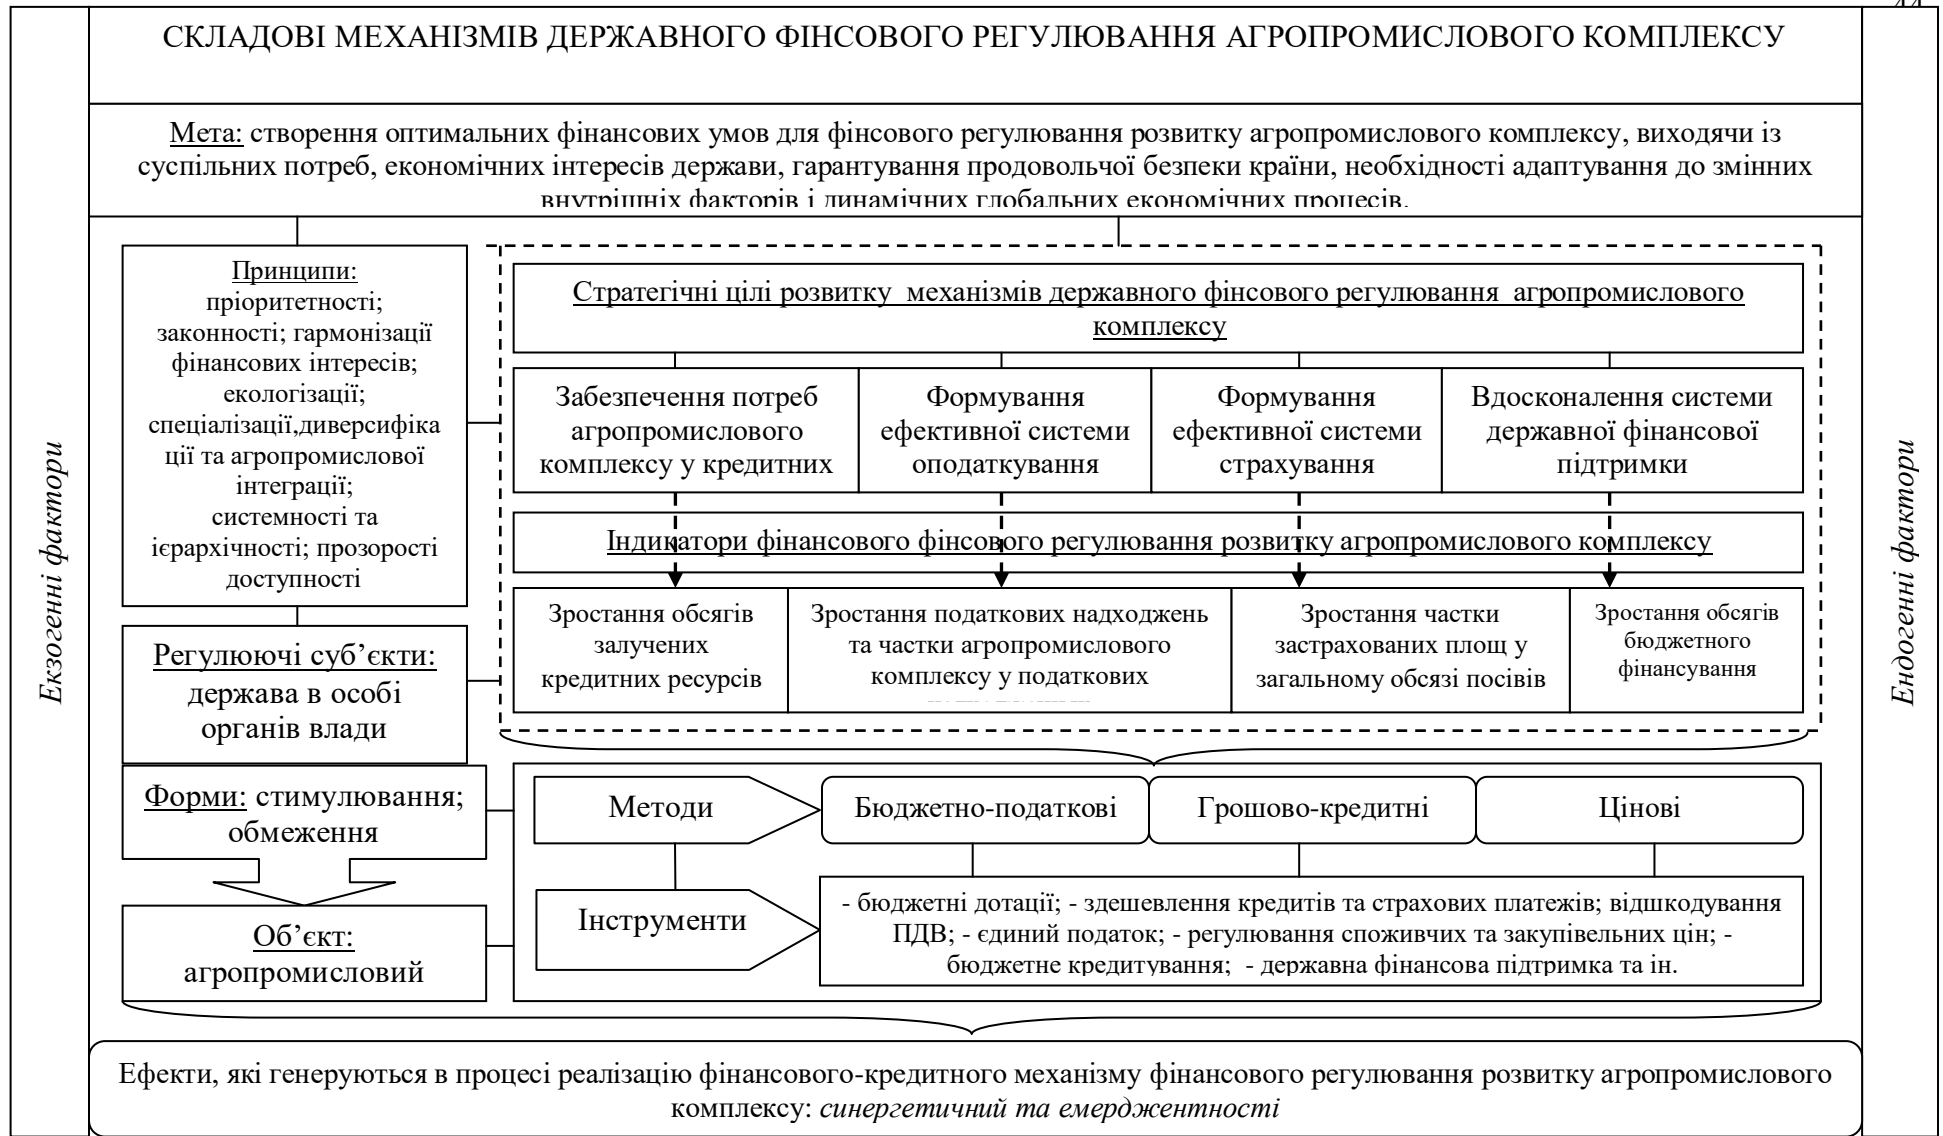 44
СКЛАДОВІ МЕХАНІЗМІВ ДЕРЖАВНОГО ФІНСОВОГО РЕГУЛЮВАННЯ АГРОПРОМИСЛОВОГО КОМПЛЕКСУ
Мета: створення оптимальних фінансових умов для фінсового регулювання розвитку агропромислового комплексу, виходячи із
суспільних потреб, економічних інтересів держави, гарантування продовольчої безпеки країни, необхідності адаптування до змінних
внутрішніх факторів і динамічних глобальних економічних процесів.
Екзогенні фактори
Принципи:
пріоритетності;
законності; гармонізації
фінансових інтересів;
екологізації;
спеціалізації,диверсифіка
ції та агропромислової
інтеграції;
системності та
ієрархічності; прозорості
доступності
Регулюючі суб’єкти:
держава в особі
органів влади
Форми: стимулювання;
обмеження
Об’єкт:
агропромисловий
Стратегічні цілі розвитку  механізмів державного фінсового регулювання  агропромислового
комплексу
Забезпечення потреб
агропромислового
комплексу у кредитних
Формування
ефективної системи
оподаткування
Формування
ефективної системи
страхування
Вдосконалення системи
державної фінансової
підтримки
Індикатори фінансового фінсового регулювання розвитку агропромислового комплексу
Зростання обсягів
залучених
кредитних ресурсів
Зростання податкових надходжень
та частки агропромислового
комплексу у податкових
Зростання частки
застрахованих площ у
загальному обсязі посівів
Зростання обсягів
бюджетного
фінансування
Методи
Бюджетно-податкові
Грошово-кредитні
Цінові
Інструменти
- бюджетні дотації; - здешевлення кредитів та страхових платежів; відшкодування
ПДВ; - єдиний податок; - регулювання споживчих та закупівельних цін; -
бюджетне кредитування;  - державна фінансова підтримка та ін.
Ендогенні фактори
Ефекти, які генеруються в процесі реалізацію фінансового-кредитного механізму фінансового регулювання розвитку агропромислового
комплексу: синергетичний та емерджентності